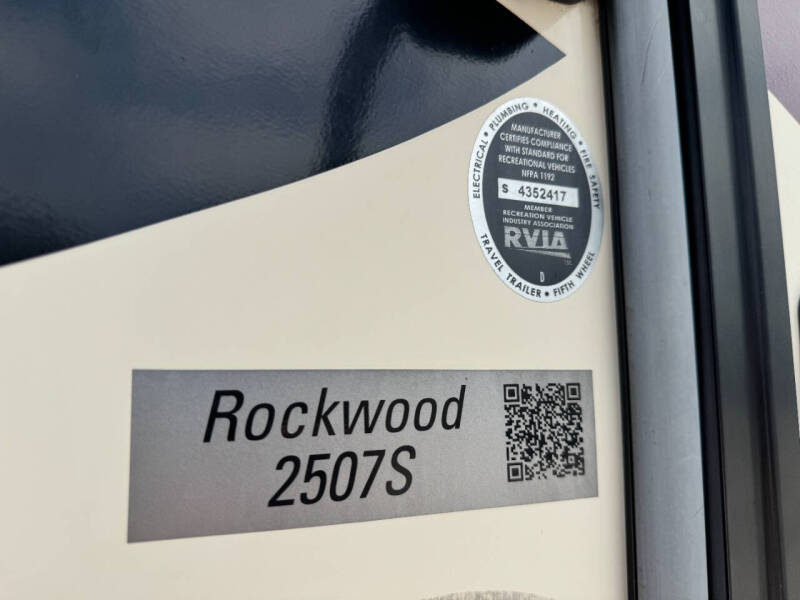 ELECTRICAL • PLUMBING • HEATING • FIRE SAFETY
MANUFACTURER
CERTIFIES COMPLIANCE
WITH STANDARD FOR
RECREATIONAL VEHICLES
NFPA 1192
S 4352417
MEMBER
RECREATION VEHICLE
INDUSTRY ASSOCIATION
RVIA
D
TRAVEL TRAILER • FIFTH WHEEL
Rockwood
2507S